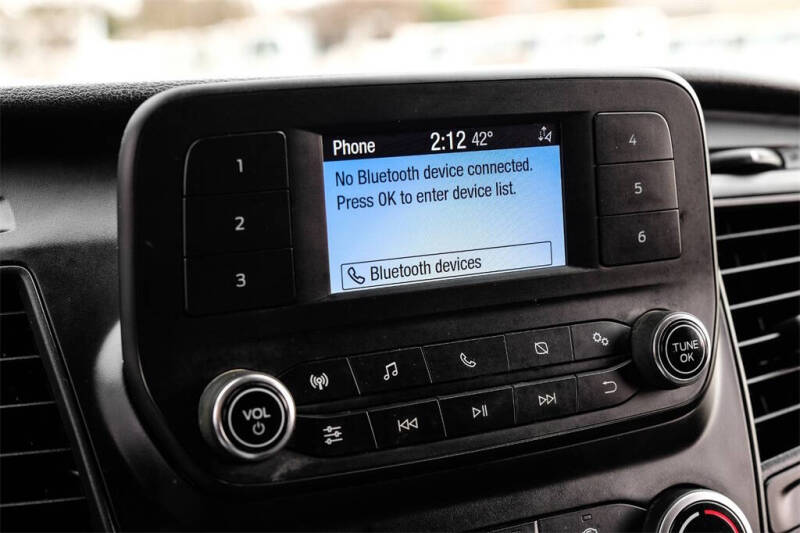 Phone 2:12 42°
No Bluetooth device connected.
Press OK to enter device list.
Bluetooth devices
1
2
3
4
5
6
VOL
TUNE
OK